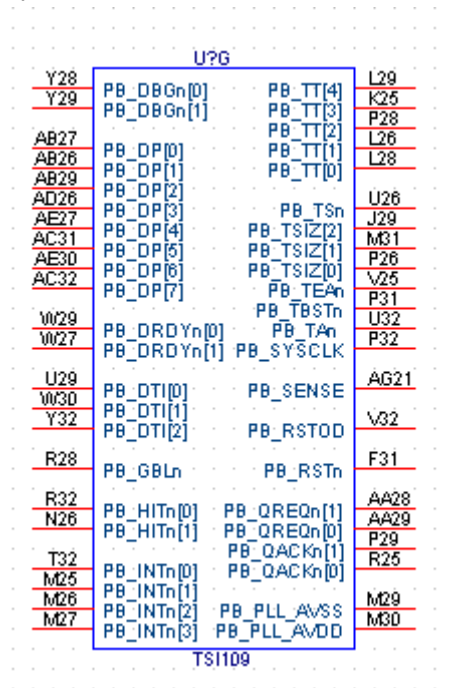 U?G
Y28 PB_DBGn[0]
Y29 PB_DBGn[1]
AB27 PB_DP[0]
AB26 PB_DP[1]
AB29 PB_DP[2]
AD26 PB_DP[3]
AE27 PB_DP[4]
AC31 PB_DP[5]
AE30 PB_DP[6]
AC32 PB_DP[7]
W29 PB_DRDYn[0]
W27 PB_DRDYn[1]
U29 PB_DTI[0]
W30 PB_DTI[1]
Y32 PB_DTI[2]
R28 PB_GBLn
R32 PB_HITn[0]
N26 PB_HITn[1]
T32 PB_INTn[0]
M25 PB_INTn[1]
M26 PB_INTn[2]
M27 PB_INTn[3]
PB_TT[4] L29
PB_TT[3] K25
PB_TT[2] P28
PB_TT[1] L26
PB_TT[0] L28
PB_TSn U26
PB_TSIZ[2] J29
PB_TSIZ[1] M31
PB_TSIZ[0] P26
PB_TEAn V25
PB_TBSTn P31
PB_TAn U32
PB_SYSCLK P32
PB_SENSE AG21
PB_RSTOD V32
PB_RSTn F31
PB_QREQn[1] AA28
PB_QREQn[0] AA29
PB_QACKn[1] P29
PB_QACKn[0] R25
PB_PLL_AVSS M29
PB_PLL_AVDD M30
TSI109